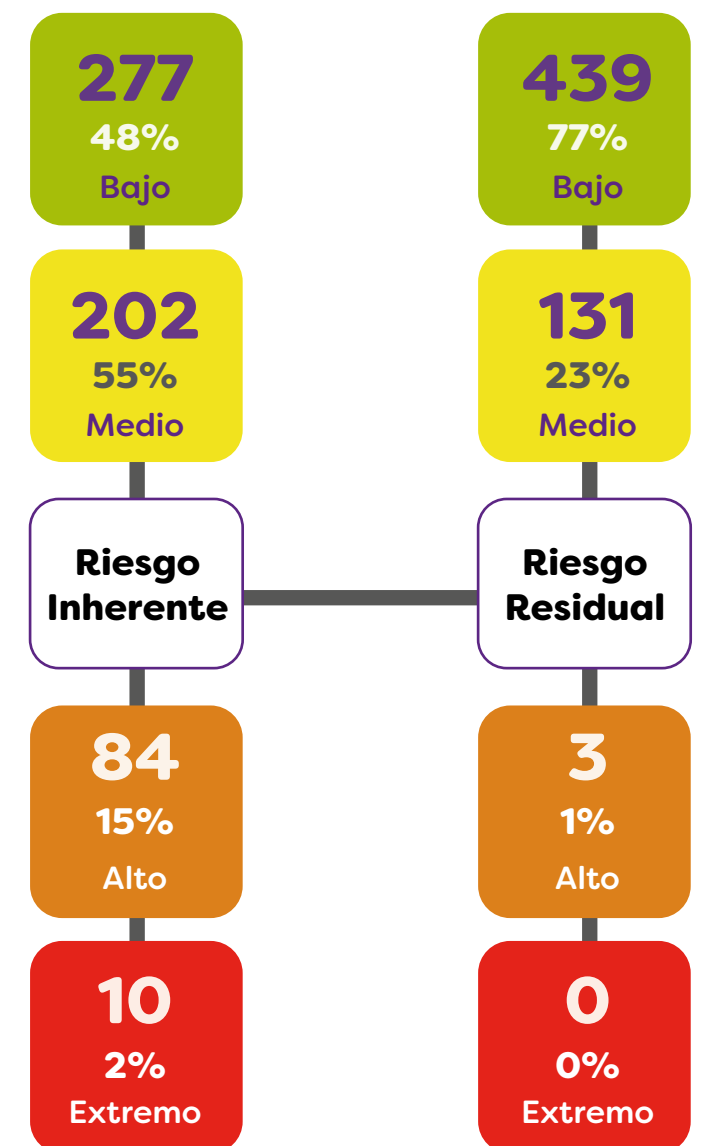 277
48%
Bajo
202
55%
Medio
Riesgo
Inherente
84
15%
Alto
10
2%
Extremo
439
77%
Bajo
131
23%
Medio
Riesgo
Residual
3
1%
Alto
0
0%
Extremo